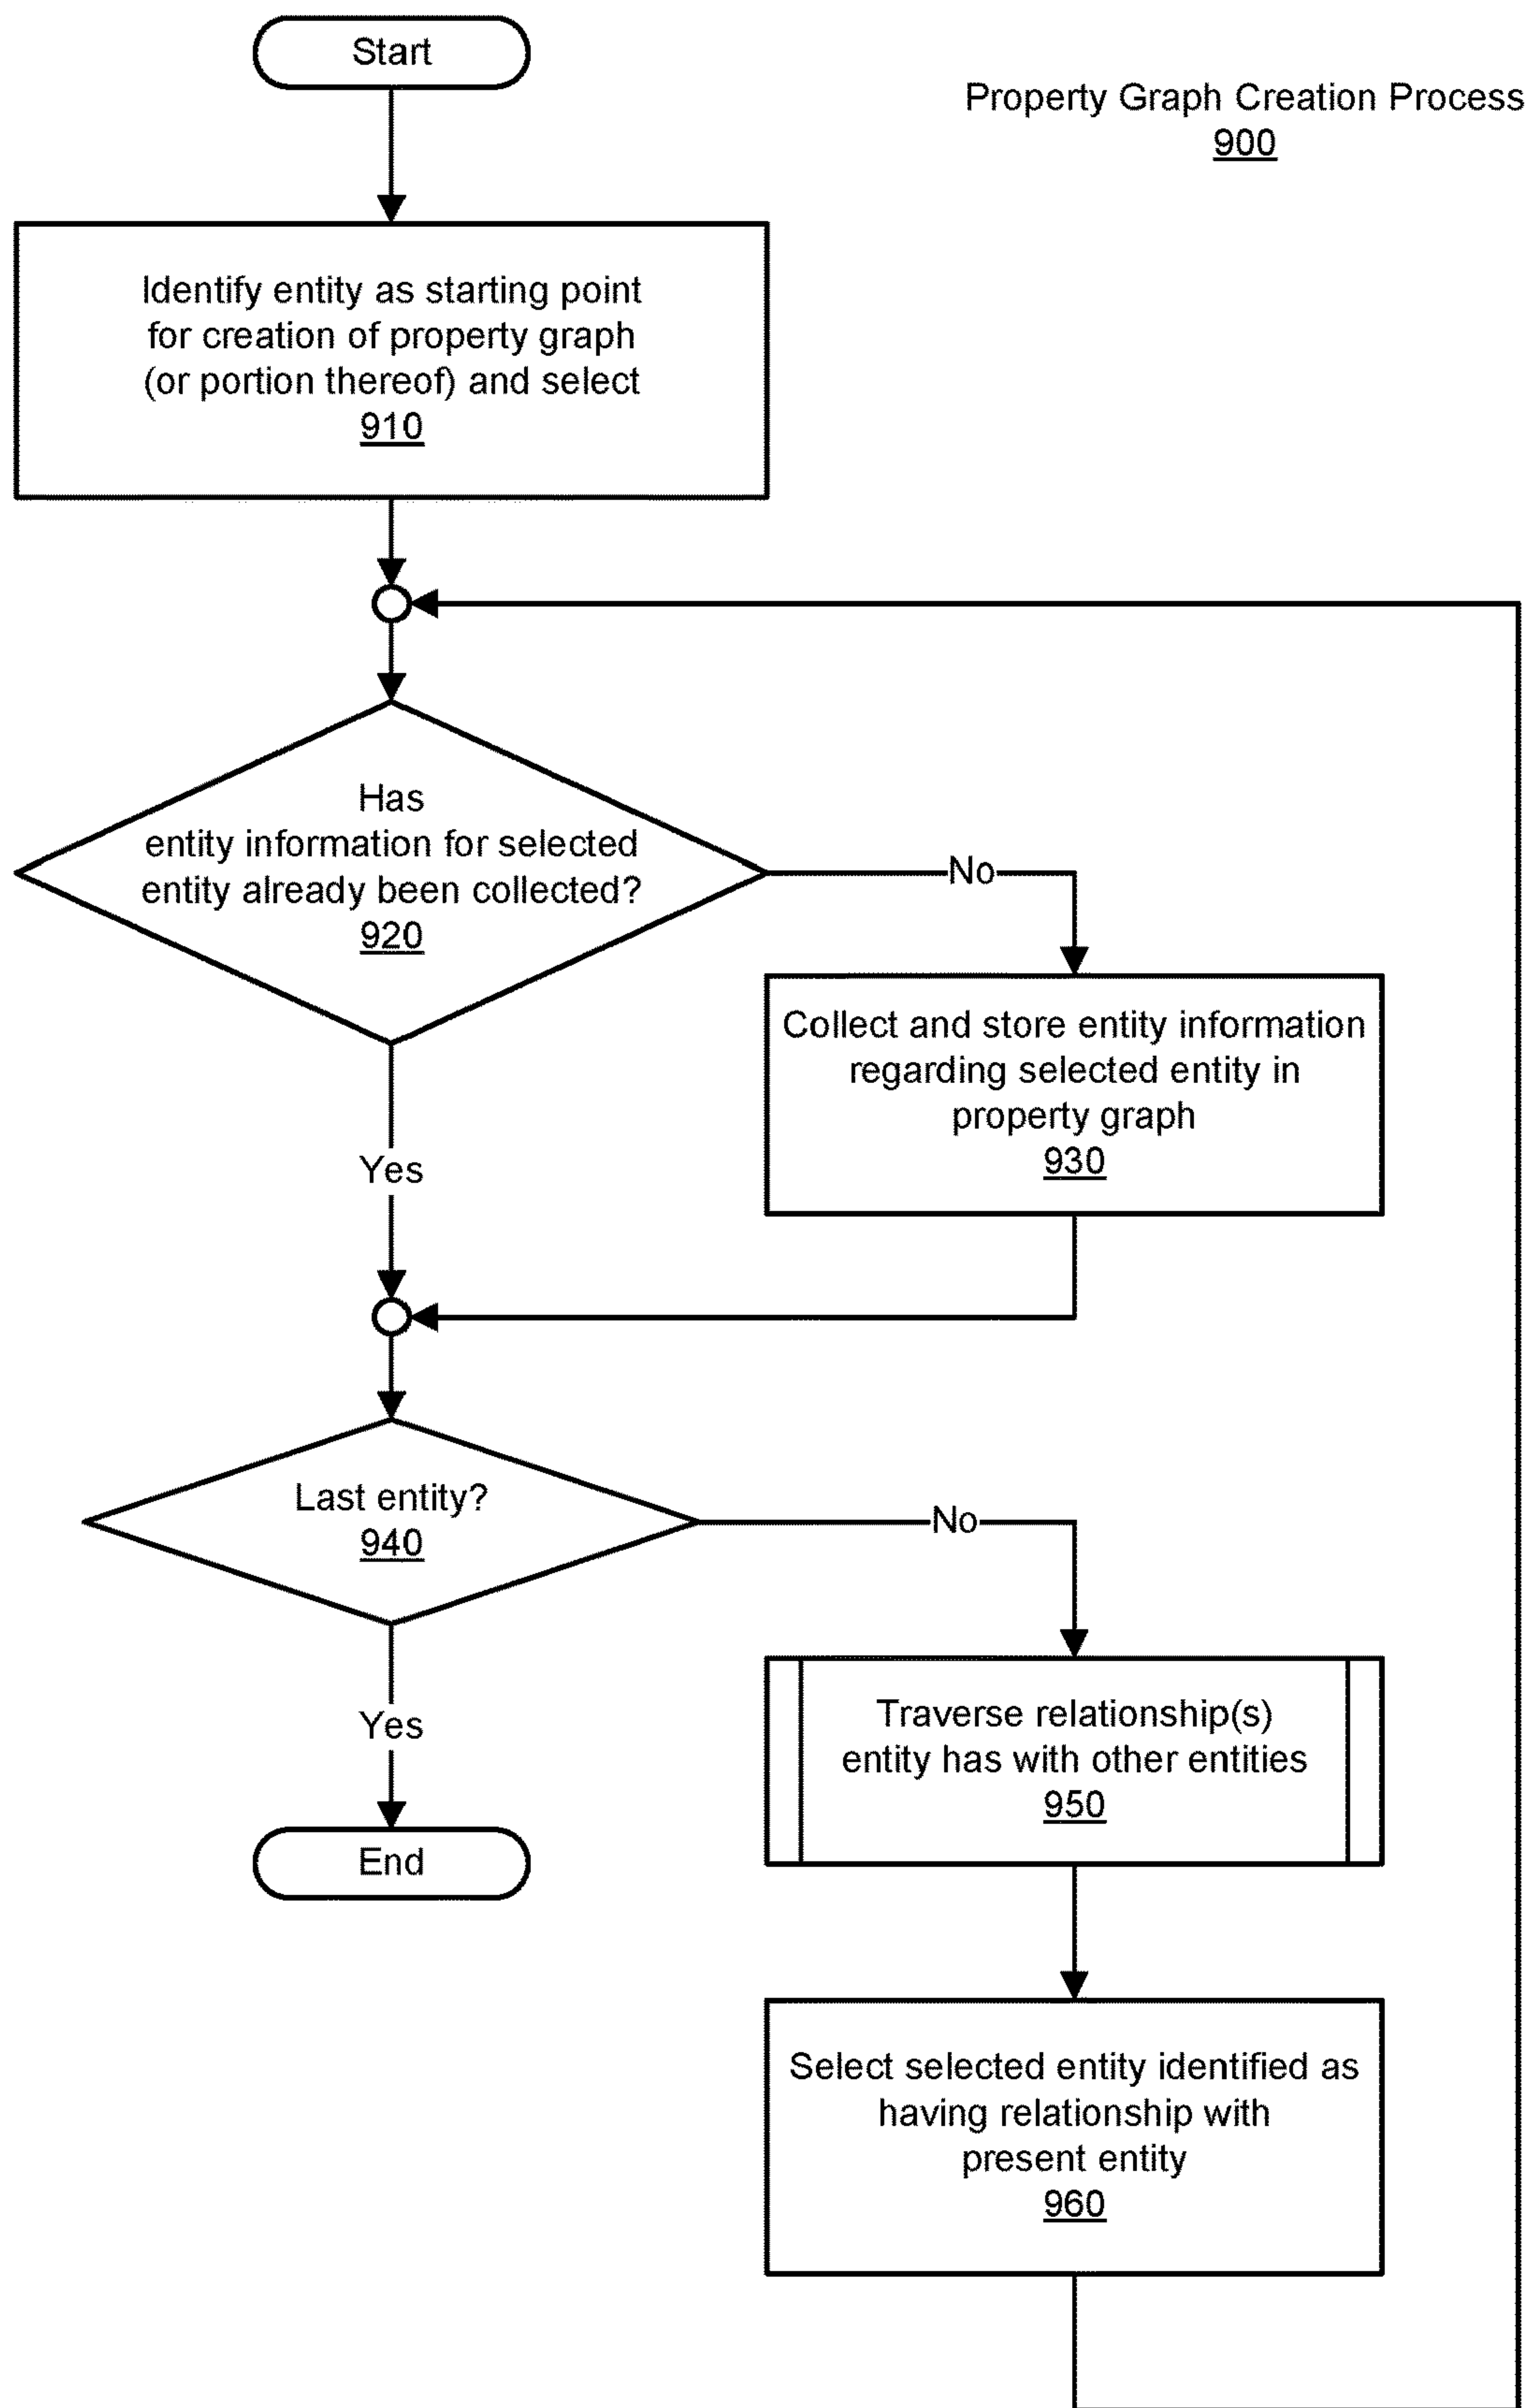 Start
Property Graph Creation Process
900
Identify entity as starting point
for creation of property graph
(or portion thereof) and select
910
Has
entity information for selected
entity already been collected?
920
No
Collect and store entity information
regarding selected entity in
property graph
930
Yes
Last entity?
940
No
Traverse relationship(s)
entity has with other entities
950
Yes
End
Select selected entity identified as
having relationship with
present entity
960